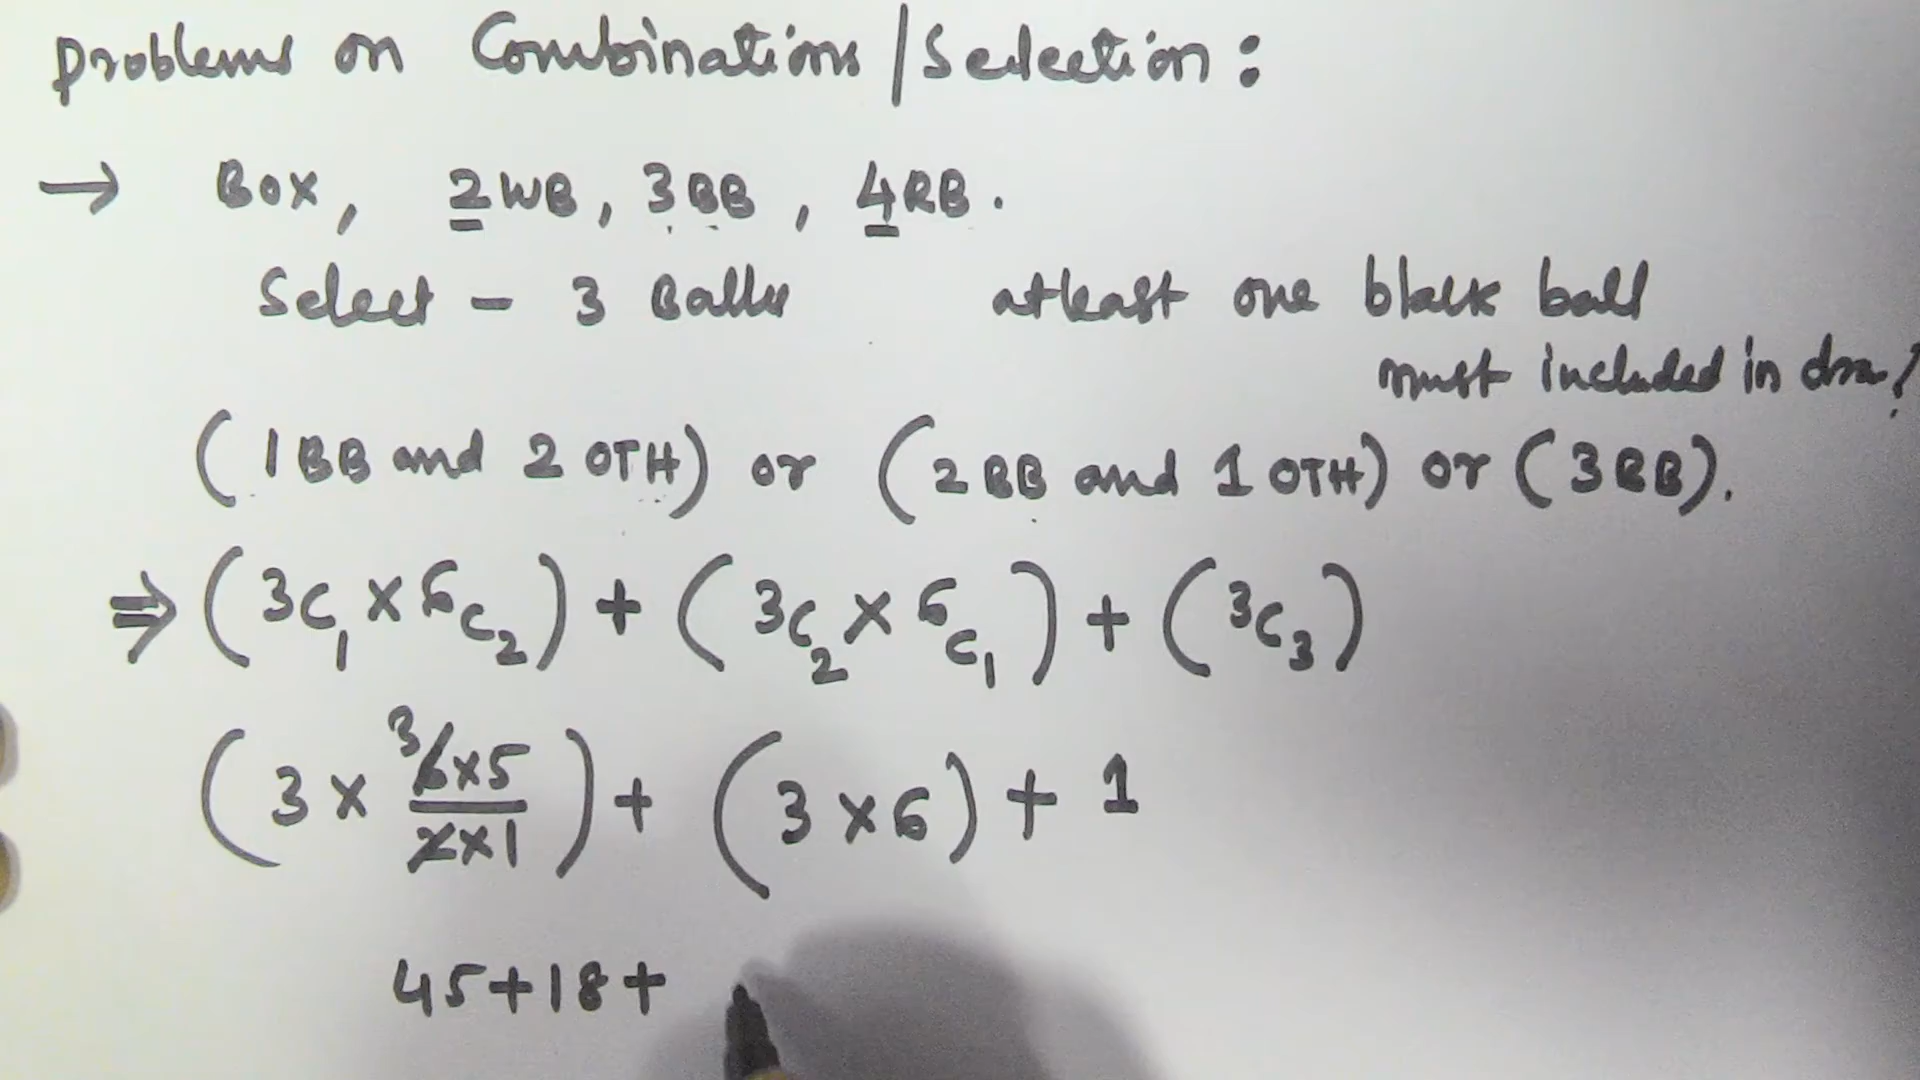 Problems on Combinations/Selection:
→ Box, 2WB, 3BB, 4RB.
Select - 3 Balls atleast one black ball
must included in draw?
(1BB and 2 OTH) or (2BB and 1 OTH) or (3BB).
⇒ (3C₁ × 6C₂) + (3C₂ × 6C₁) + (3C₃)
(3 × ³6×5/2×1) + (3×6) + 1
45+18+